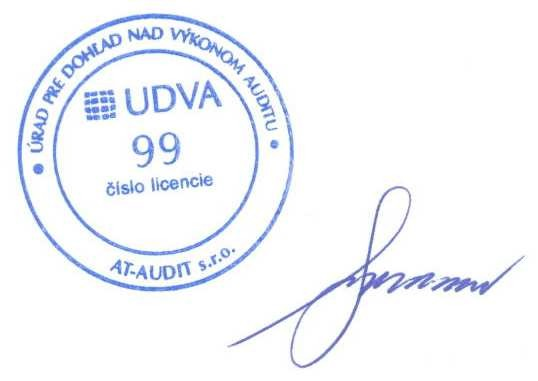 ÚRAD PRE DOHĽAD NAD VÝKONOM AUDITU
UDVA
99
číslo licencie
AT-AUDIT s.r.o.